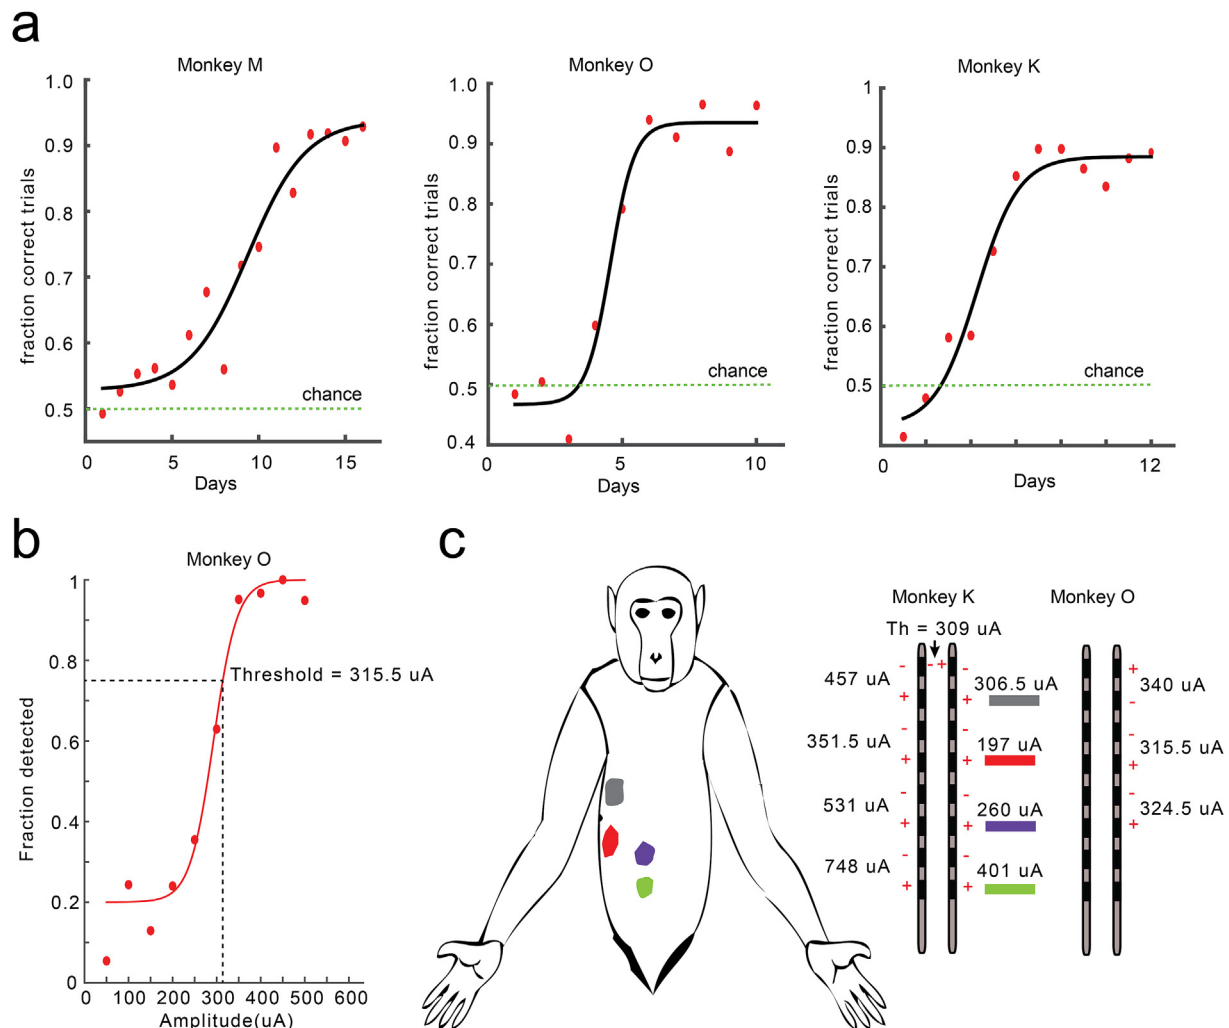 a
Monkey M
fraction correct trials
1.0
0.9
0.8
0.7
0.6
0.5
chance
0 5 10 15
Days
Monkey O
fraction correct trials
1.0
0.9
0.8
0.7
0.6
0.5
0.4
chance
0 5 10
Days
Monkey K
fraction correct trials
1
0.9
0.8
0.7
0.6
0.5
chance
0 12
Days
b
Monkey O
Fraction detected
1
0.8
0.6
0.4
0.2
0
Threshold = 315.5 uA
0 100 200 300 400 500 600
Amplitude(uA)
c
Monkey K
Th = 309 uA
- +
457 uA - + - + 306.5 uA
351.5 uA - + - + 197 uA
531 uA - + - + 260 uA
748 uA - + - + 401 uA
Monkey O
+ - 340 uA
- + 315.5 uA
- + 324.5 uA